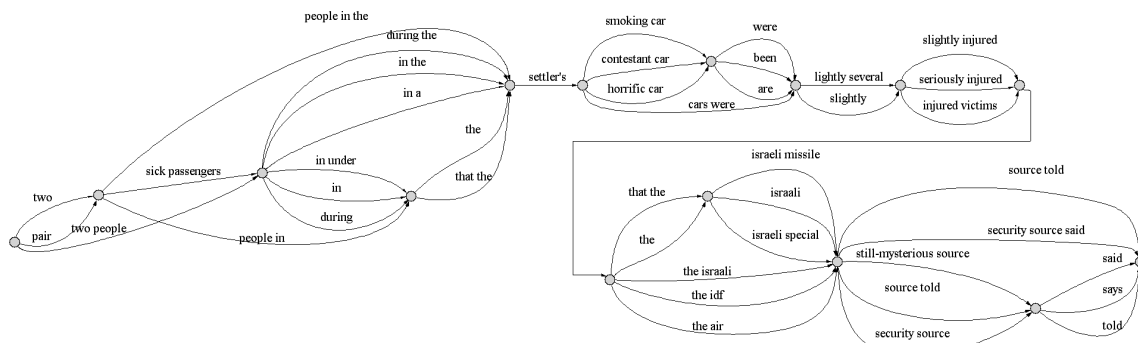 people in the
during the
in the
in a
the
in under
sick passengers
in
that the
two
during
pair
two people
people in
settler's
smoking car
contestant car
horrific car
cars were
were
been
are
lightly several
slightly
slightly injured
seriously injured
injured victims
israeli missile
that the
israali
the
israeli special
the israali
the idf
the air
source told
security source said
still-mysterious source
source told
security source
said
says
told